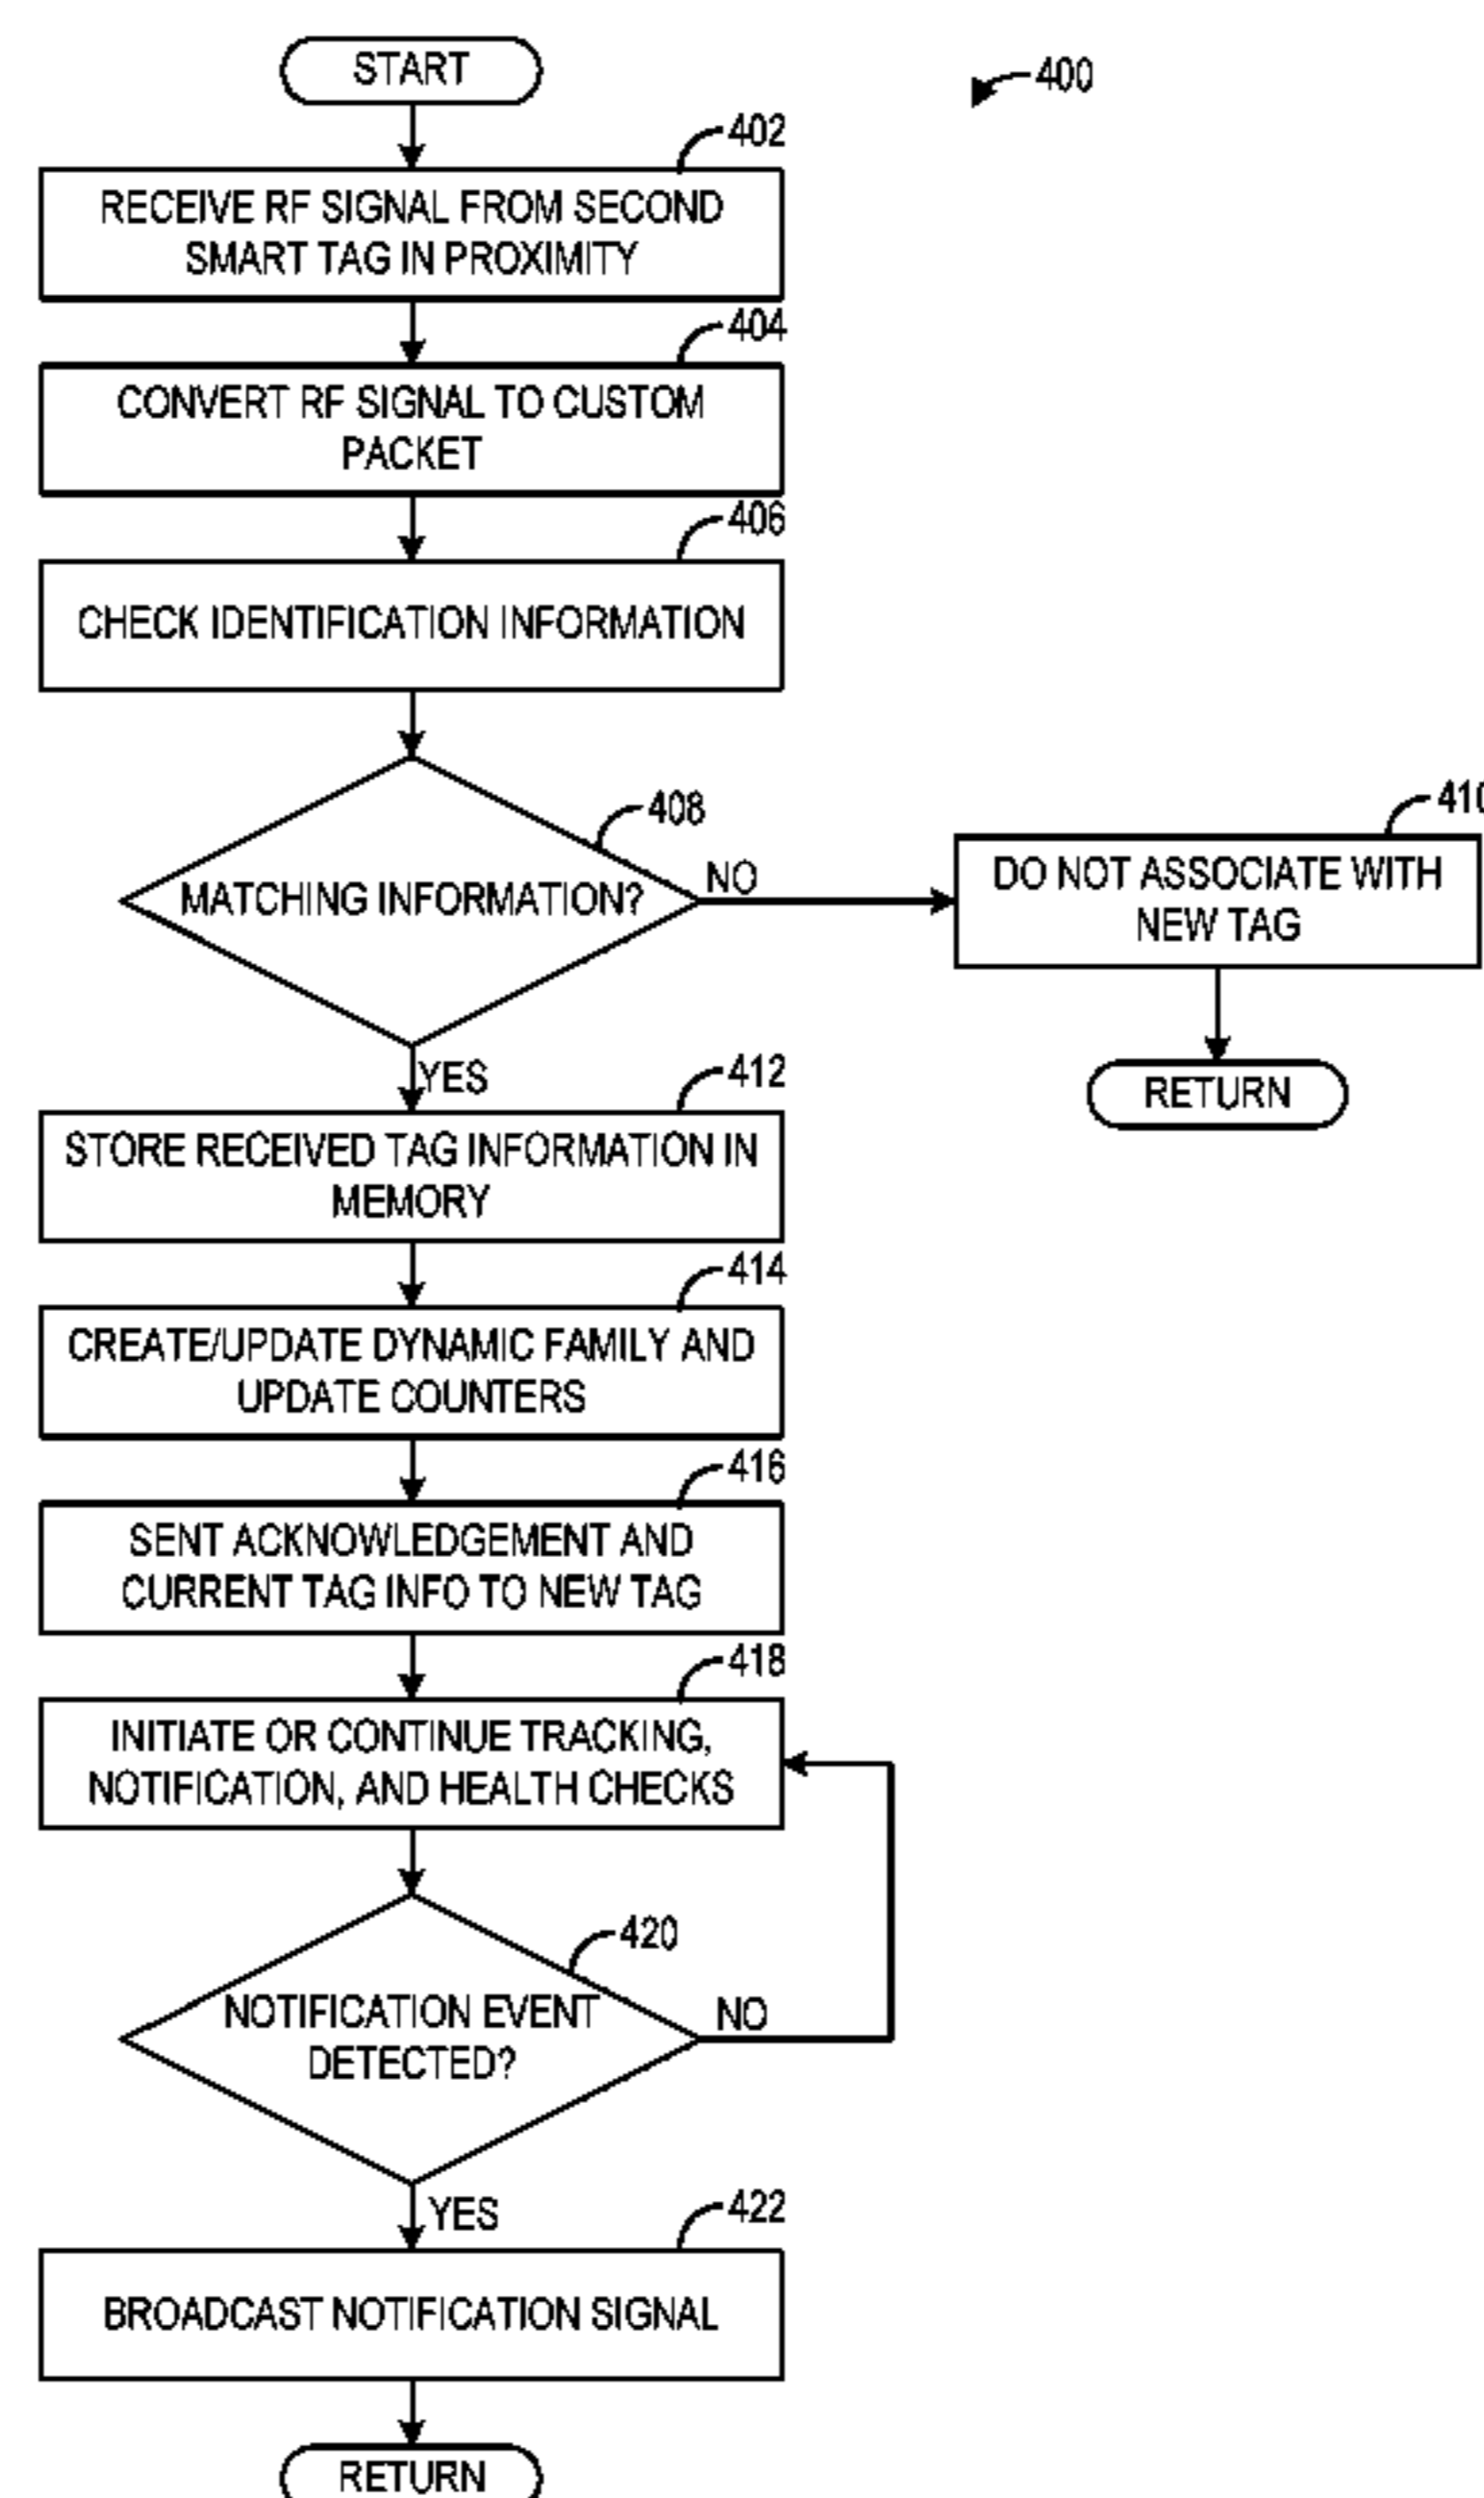 START
400
402
RECEIVE RF SIGNAL FROM SECOND
SMART TAG IN PROXIMITY
404
CONVERT RF SIGNAL TO CUSTOM
PACKET
406
CHECK IDENTIFICATION INFORMATION
408
MATCHING INFORMATION?
NO
410
DO NOT ASSOCIATE WITH
NEW TAG
RETURN
YES
412
STORE RECEIVED TAG INFORMATION IN
MEMORY
414
CREATE/UPDATE DYNAMIC FAMILY AND
UPDATE COUNTERS
416
SENT ACKNOWLEDGEMENT AND
CURRENT TAG INFO TO NEW TAG
418
INITIATE OR CONTINUE TRACKING,
NOTIFICATION, AND HEALTH CHECKS
420
NOTIFICATION EVENT
DETECTED?
NO
YES
422
BROADCAST NOTIFICATION SIGNAL
RETURN